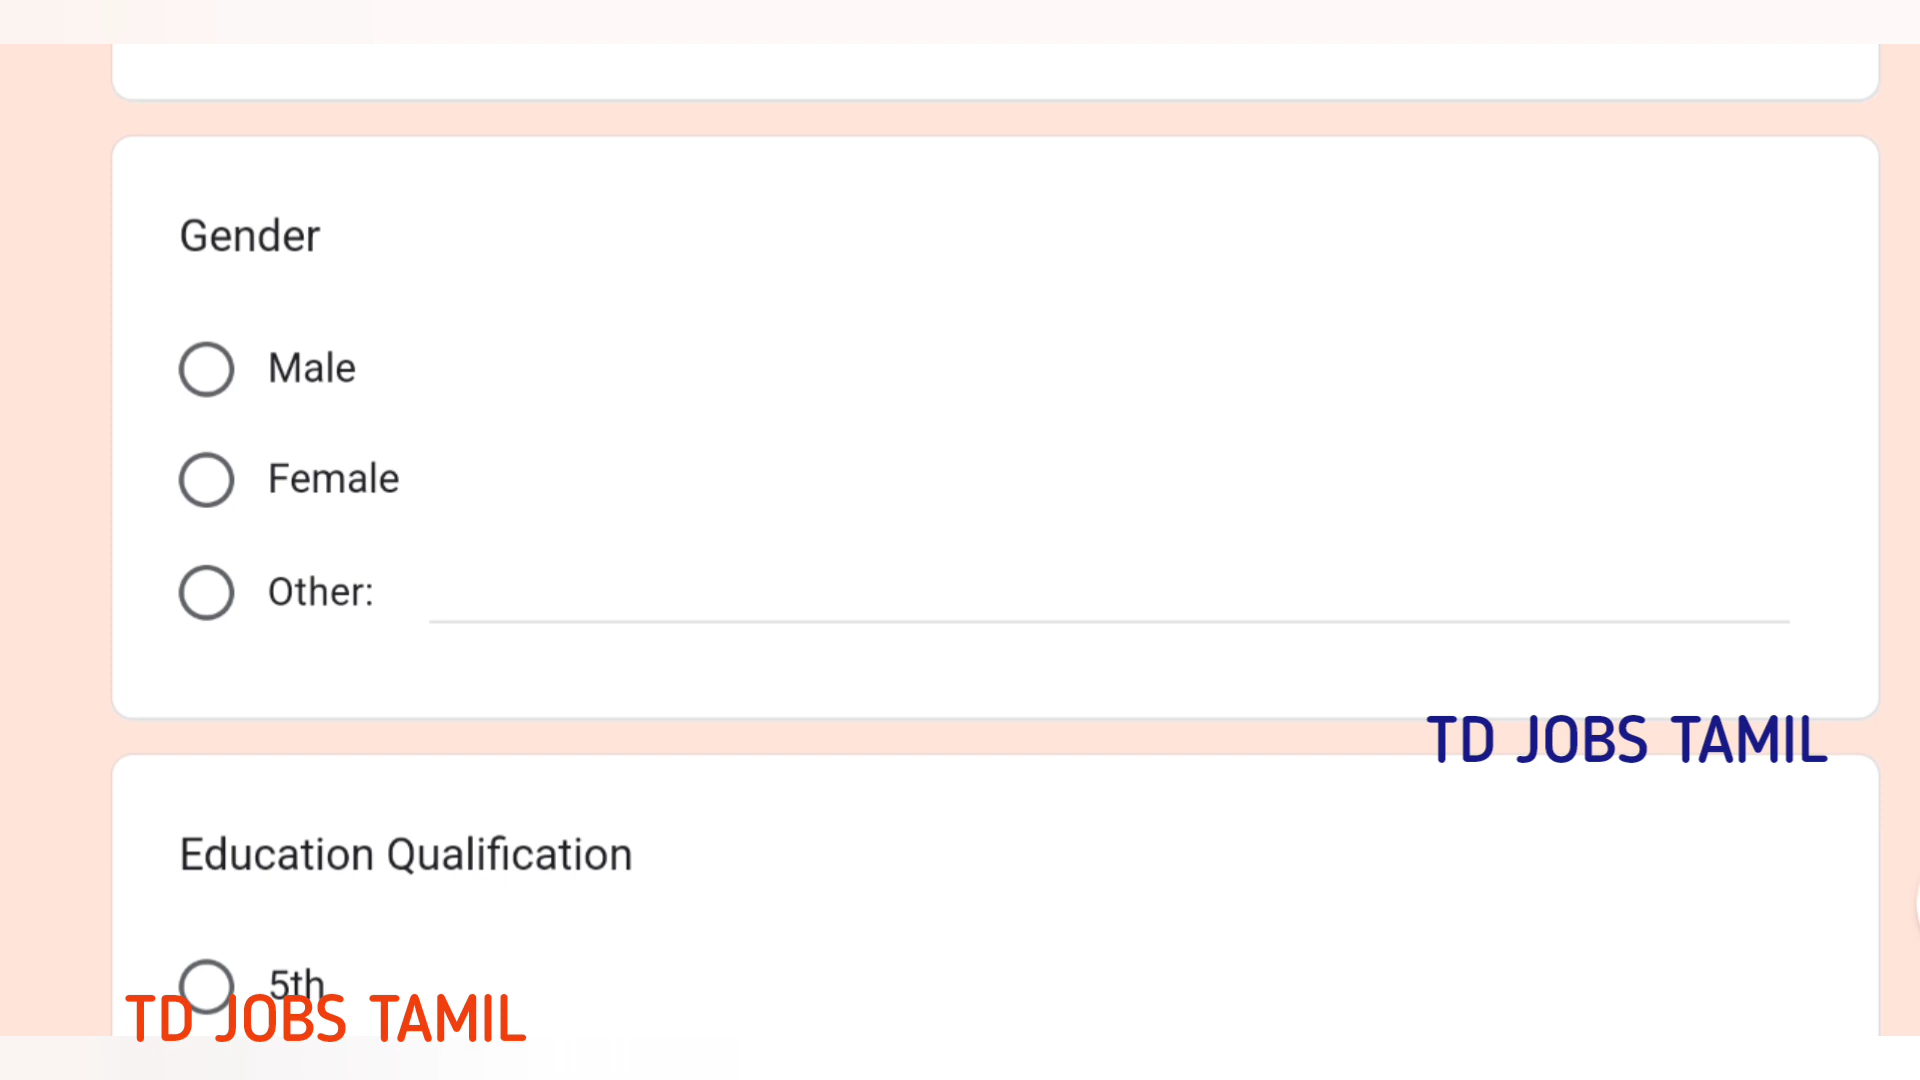 Gender
Male
Female
Other:
TD JOBS TAMIL
Education Qualification
5th
TD JOBS TAMIL